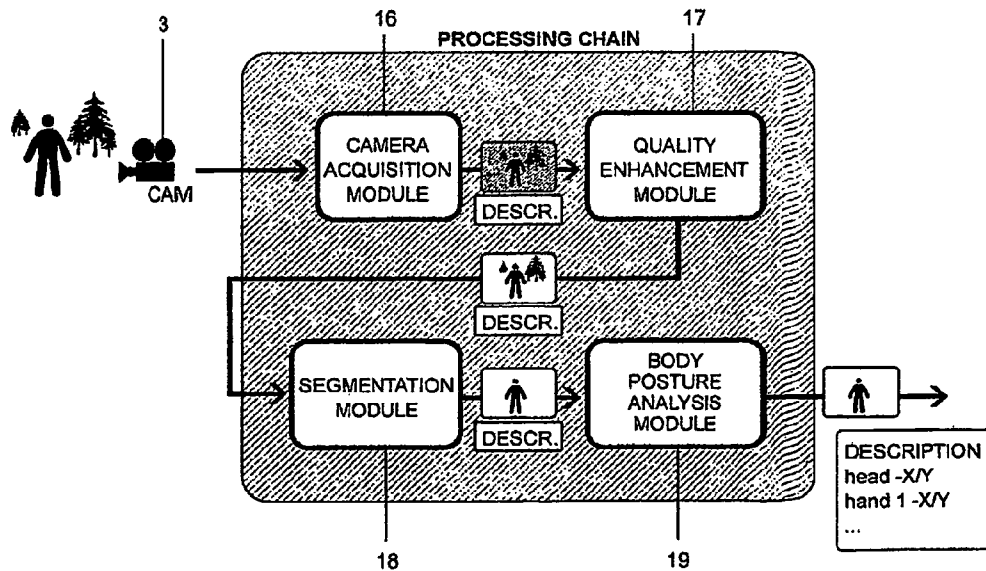 3
16
17
PROCESSING CHAIN
CAM
CAMERA
ACQUISITION
MODULE
DESCR.
QUALITY
ENHANCEMENT
MODULE
DESCR.
SEGMENTATION
MODULE
DESCR.
BODY
POSTURE
ANALYSIS
MODULE
DESCRIPTION
head -X/Y
hand 1 -X/Y
...
18
19